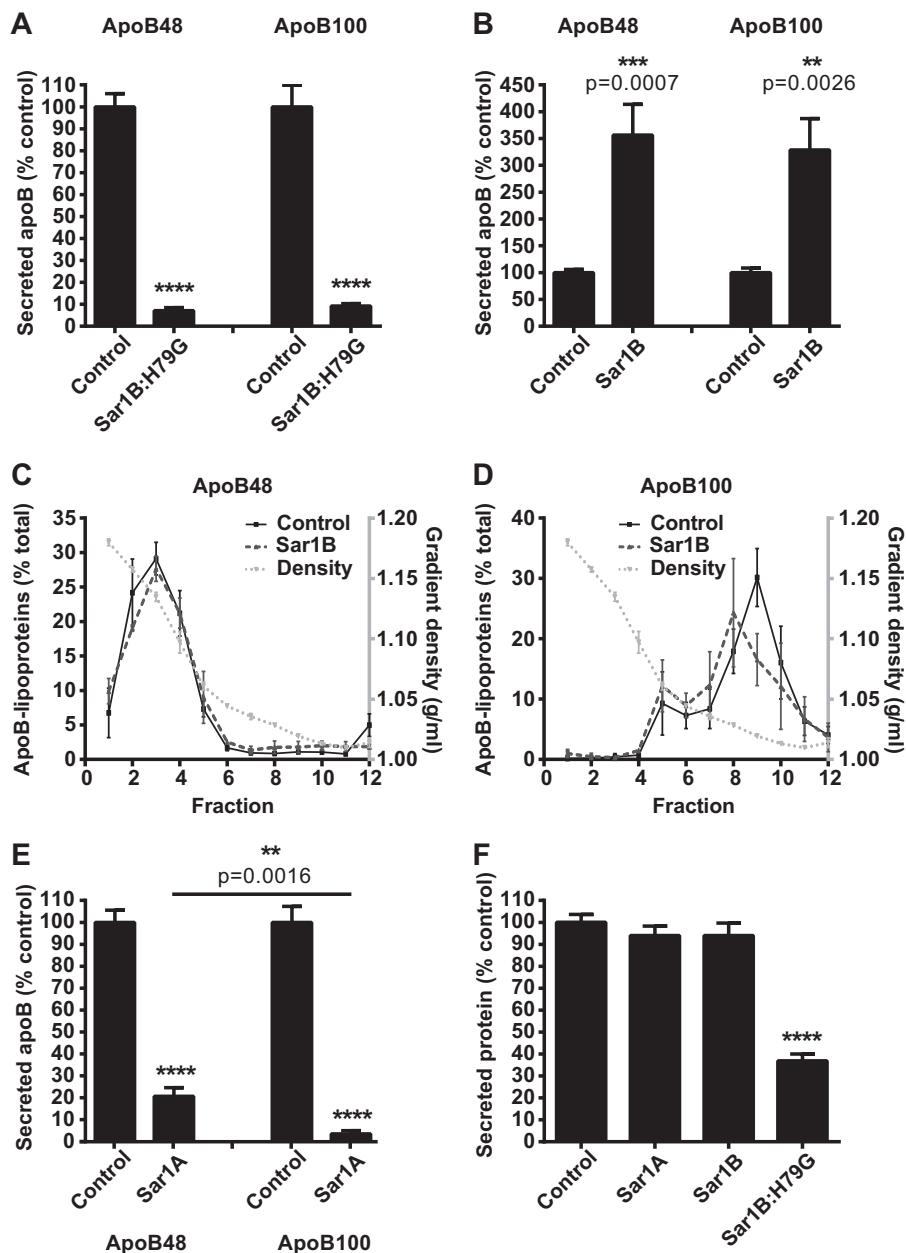 A
ApoB48 ApoB100
Secreted apoB (% control)
110
100
90
80
70
60
50
40
30
20
10
0
****
****
Control
Sar1B:H79G
Control
Sar1B:H79G
B
ApoB48 ApoB100
Secreted apoB (% control)
450
400
350
300
250
200
150
100
50
0
***
p=0.0007
**
p=0.0026
Control
Sar1B
Control
Sar1B
C
ApoB48
ApoB-lipoproteins (% total)
35
30
25
20
15
10
5
0
Control
Sar1B
Density
1.20
1.15
1.10
1.05
1.00
Gradient density (g/ml)
0 2 4 6 8 10 12
Fraction
D
ApoB100
ApoB-lipoproteins (% total)
40
30
20
10
0
Control
Sar1B
Density
1.20
1.15
1.10
1.05
1.00
Gradient density (g/ml)
0 2 4 6 8 10 12
Fraction
E
**
p=0.0016
Secreted apoB (% control)
110
100
90
80
70
60
50
40
30
20
10
0
****
****
Control
Sar1A
Control
Sar1A
ApoB48 ApoB100
F
Secreted protein (% control)
110
100
90
80
70
60
50
40
30
20
10
0
****
Control
Sar1A
Sar1B
Sar1B:H79G